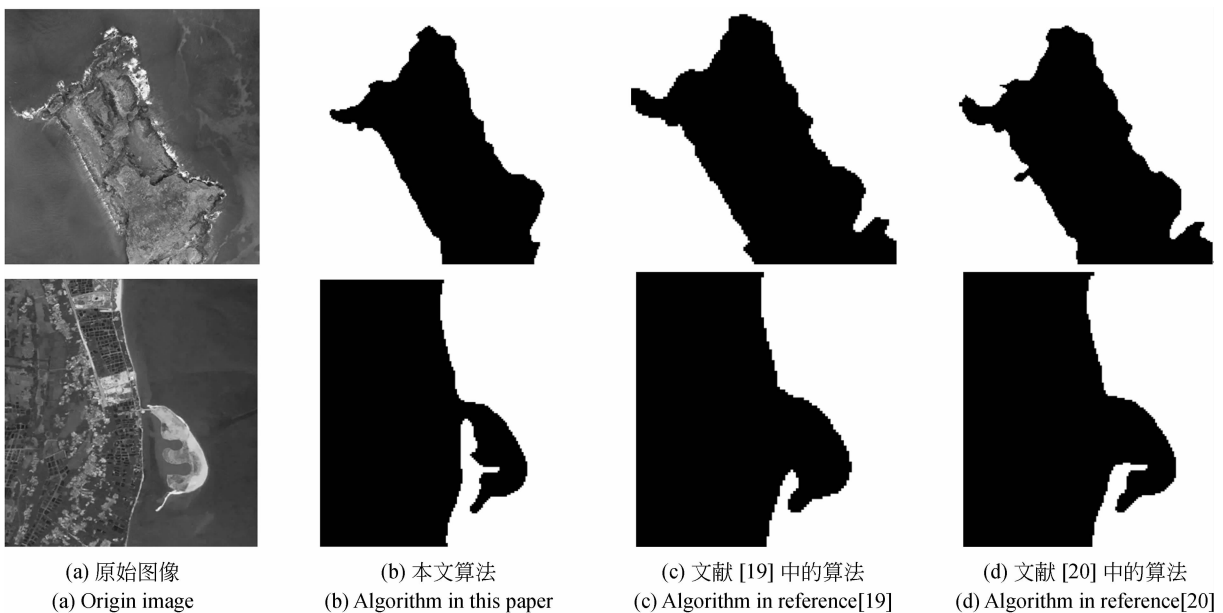 (a) 原始图像
(b) 本文算法
(c) 文献 [19] 中的算法
(d) 文献 [20] 中的算法
(a) Origin image
(b) Algorithm in this paper
(c) Algorithm in reference[19]
(d) Algorithm in reference[20]